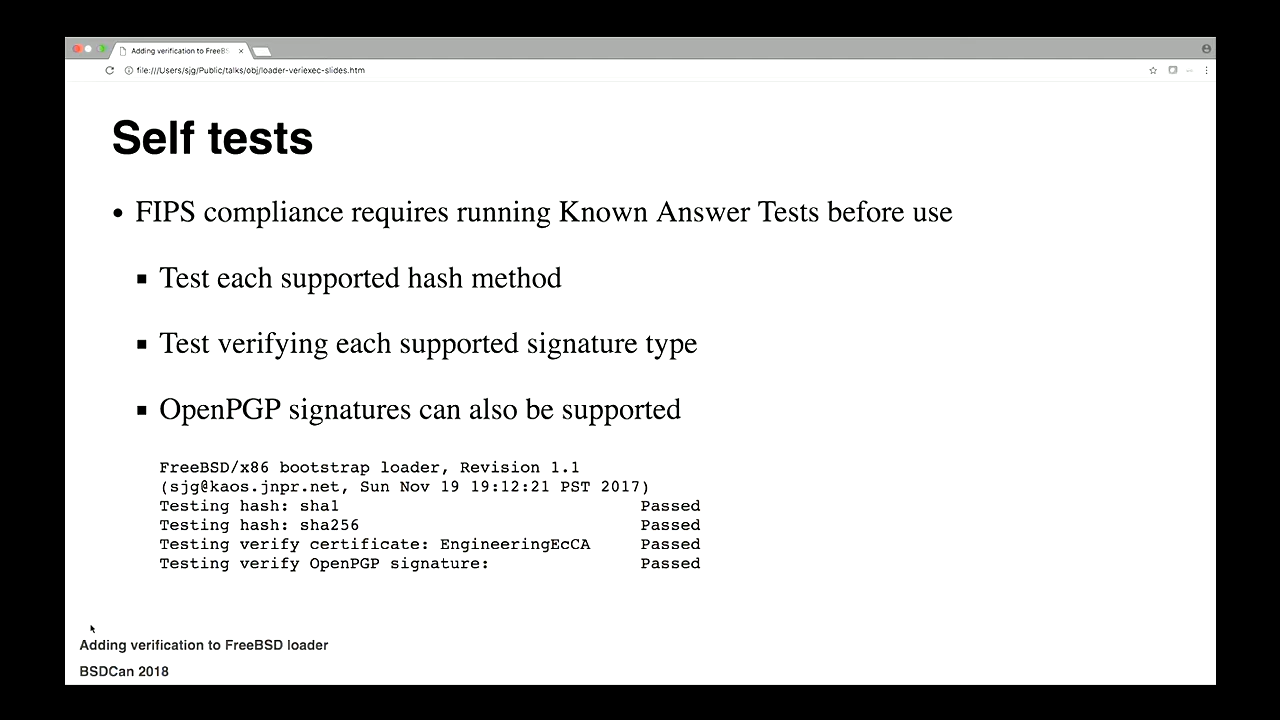 Adding verification to FreeBS
file:///Users/sjg/Public/talks/obj/loader-veriexec-slides.htm
Self tests
• FIPS compliance requires running Known Answer Tests before use
▪ Test each supported hash method
▪ Test verifying each supported signature type
▪ OpenPGP signatures can also be supported
FreeBSD/x86 bootstrap loader, Revision 1.1
(sjg@kaos.jnpr.net, Sun Nov 19 19:12:21 PST 2017)
Testing hash: sha1 Passed
Testing hash: sha256 Passed
Testing verify certificate: EngineeringEcCA Passed
Testing verify OpenPGP signature: Passed
Adding verification to FreeBSD loader
BSDCan 2018